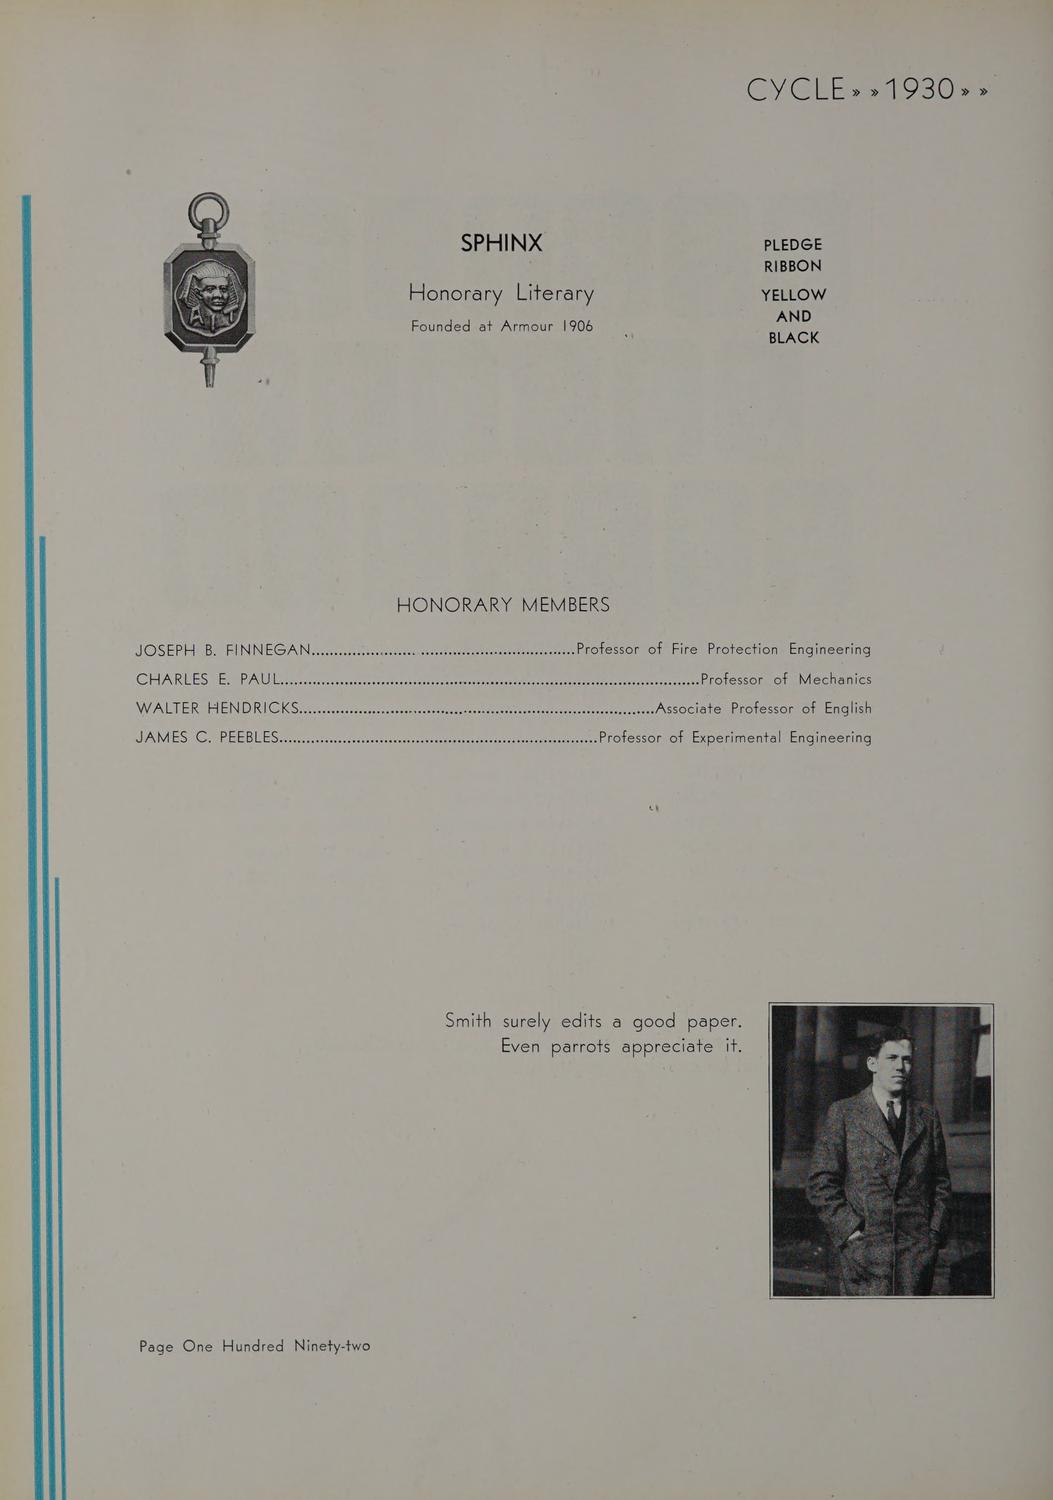 CYCLE » » 1930 » »
SPHINX
Honorary Literary
Founded at Armour 1906
PLEDGE
RIBBON
YELLOW
AND
BLACK
A I T
HONORARY MEMBERS
JOSEPH B. FINNEGAN....................Professor of Fire Protection Engineering
CHARLES E. PAUL....................Professor of Mechanics
WALTER HENDRICKS....................Associate Professor of English
JAMES C. PEEBLES....................Professor of Experimental Engineering
Smith surely edits a good paper.
Even parrots appreciate it.
Page One Hundred Ninety-two